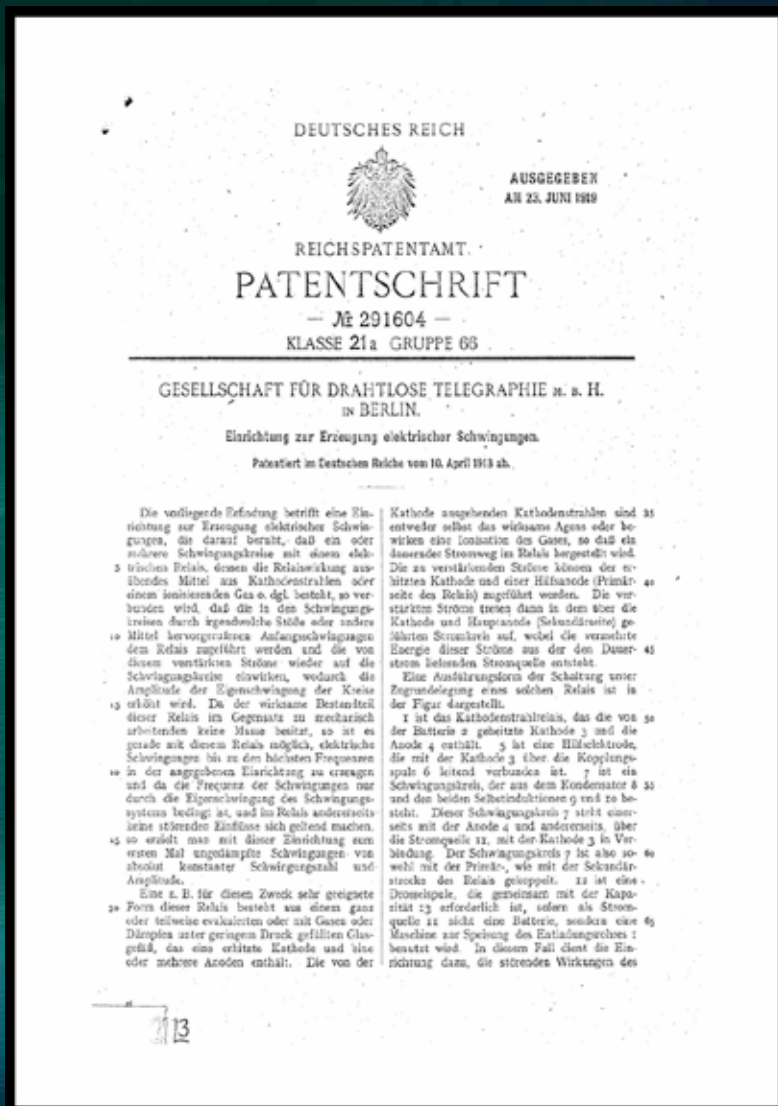 DEUTSCHES REICH
AUSGEGEBEN
AM 23. JUNI 1919
REICHSPATENTAMT.
PATENTSCHRIFT
— № 291604 —
KLASSE 21a GRUPPE 66
GESELLSCHAFT FÜR DRAHTLOSE TELEGRAPHIE M. B. H.
IN BERLIN.
Einrichtung zur Erzeugung elektrischer Schwingungen.
Patentiert im Deutschen Reiche vom 10. April 1913 ab.
Die vorliegende Erfindung betrifft eine Ein-
richtung zur Erzeugung elektrischer Schwin-
gungen, die darauf beruht, daß ein oder
mehrere Schwingungskreise mit einem elek-
5 trischen Relais, dessen die Relaiswirkung aus-
übendes Mittel aus Kathodenstrahlen oder
einem ionisierenden Gas o. dgl. besteht, so ver-
bunden wird, daß die in den Schwingungs-
kreisen durch irgendwelche Stöße oder andere
10 Mittel hervorgerufenen Anfangsschwingungen
dem Relais zugeführt werden und die von
diesem verstärkten Ströme wieder auf die
Schwingungskreise einwirken, wodurch die
Amplitude der Eigenschwingung der Kreise
15 erhöht wird. Da der wirksame Bestandteil
dieser Relais im Gegensatz zu mechanisch
arbeitenden keine Masse besitzt, so ist es
gerade mit diesem Relais möglich, elektrische
Schwingungen bis zu den höchsten Frequenzen
20 in der angegebenen Einrichtung zu erzeugen
und da die Frequenz der Schwingungen nur
durch die Eigenschwingung des Schwingungs-
systems bedingt ist, und im Relais andererseits
keine störenden Einflüsse sich geltend machen,
25 so erzielt man mit dieser Einrichtung zum
ersten Mal ungedämpfte Schwingungen von
absolut konstanter Schwingungszahl und
Amplitude.
Eine z. B. für diesen Zweck sehr geeignete
30 Form dieser Relais besteht aus einem ganz
oder teilweise evakuierten oder mit Gasen oder
Dämpfen unter geringem Druck gefüllten Glas-
gefäß, das eine erhitzte Kathode und eine
oder mehrere Anoden enthält. Die von der
Kathode ausgehenden Kathodenstrahlen sind 35
entweder selbst das wirksame Agens oder be-
wirken eine Ionisation des Gases, so daß ein
dauernder Stromweg im Relais hergestellt wird.
Die zu verstärkenden Ströme können der er-
hitzten Kathode und einer Hilfsanode (Primär- 40
seite des Relais) zugeführt werden. Die ver-
stärkten Ströme treten dann in dem über die
Kathode und Hauptanode (Sekundärseite) ge-
führten Stromkreis auf, wobei die vermehrte
Energie dieser Ströme aus der den Dauer- 45
strom liefernden Stromquelle entsteht.
Eine Ausführungsform der Schaltung unter
Zugrundelegung eines solchen Relais ist in
der Figur dargestellt.
1 ist das Kathodenstrahlrelais, das die von 50
der Batterie 2 geheizte Kathode 3 und die
Anode 4 enthält. 5 ist eine Hilfselektrode,
die mit der Kathode 3 über die Kopplungs-
spule 6 leitend verbunden ist. 7 ist ein
Schwingungskreis, der aus dem Kondensator 8 55
und den beiden Selbstinduktionen 9 und 10 be-
steht. Dieser Schwingungskreis 7 steht einer-
seits mit der Anode 4 und andererseits, über
die Stromquelle 11, mit der Kathode 3 in Ver-
bindung. Der Schwingungskreis 7 ist also so- 60
wohl mit der Primär-, wie mit der Sekundär-
strecke des Relais gekoppelt. 12 ist eine
Drosselspule, die gemeinsam mit der Kapa-
zität 13 erforderlich ist, sofern als Strom-
quelle 11 nicht eine Batterie, sondern eine 65
Maschine zur Speisung des Entladungsrohres 1
benutzt wird. In diesem Fall dient die Ein-
richtung dazu, die störenden Wirkungen des
13